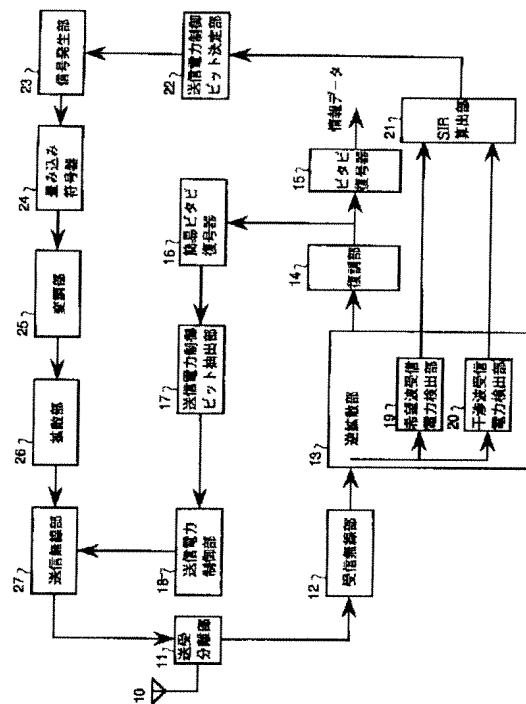 10
11
送受
分離部
12
受信無線部
13
逆拡散部
19
希望波受信
電力検出部
20
干渉波受信
電力検出部
14
復調部
15
ビタビ
復号器
情報データ
16
簡易ビタビ
復号器
17
送信電力制御
ビット抽出部
18
送信電力
制御部
21
SIR
算出部
22
送信電力制御
ビット決定部
23
信号発生部
24
畳み込み
符号器
25
変調部
26
拡散部
27
送信無線部